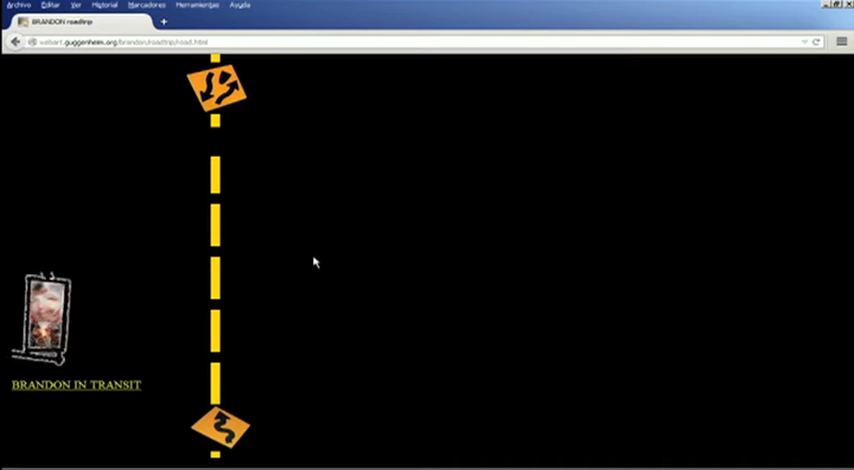 Archivo Editar Ver Historial Marcadores Herramientas Ayuda
BRANDON roadtrip
webart.guggenheim.org/brandon/roadtrip/road.html
BRANDON IN TRANSIT